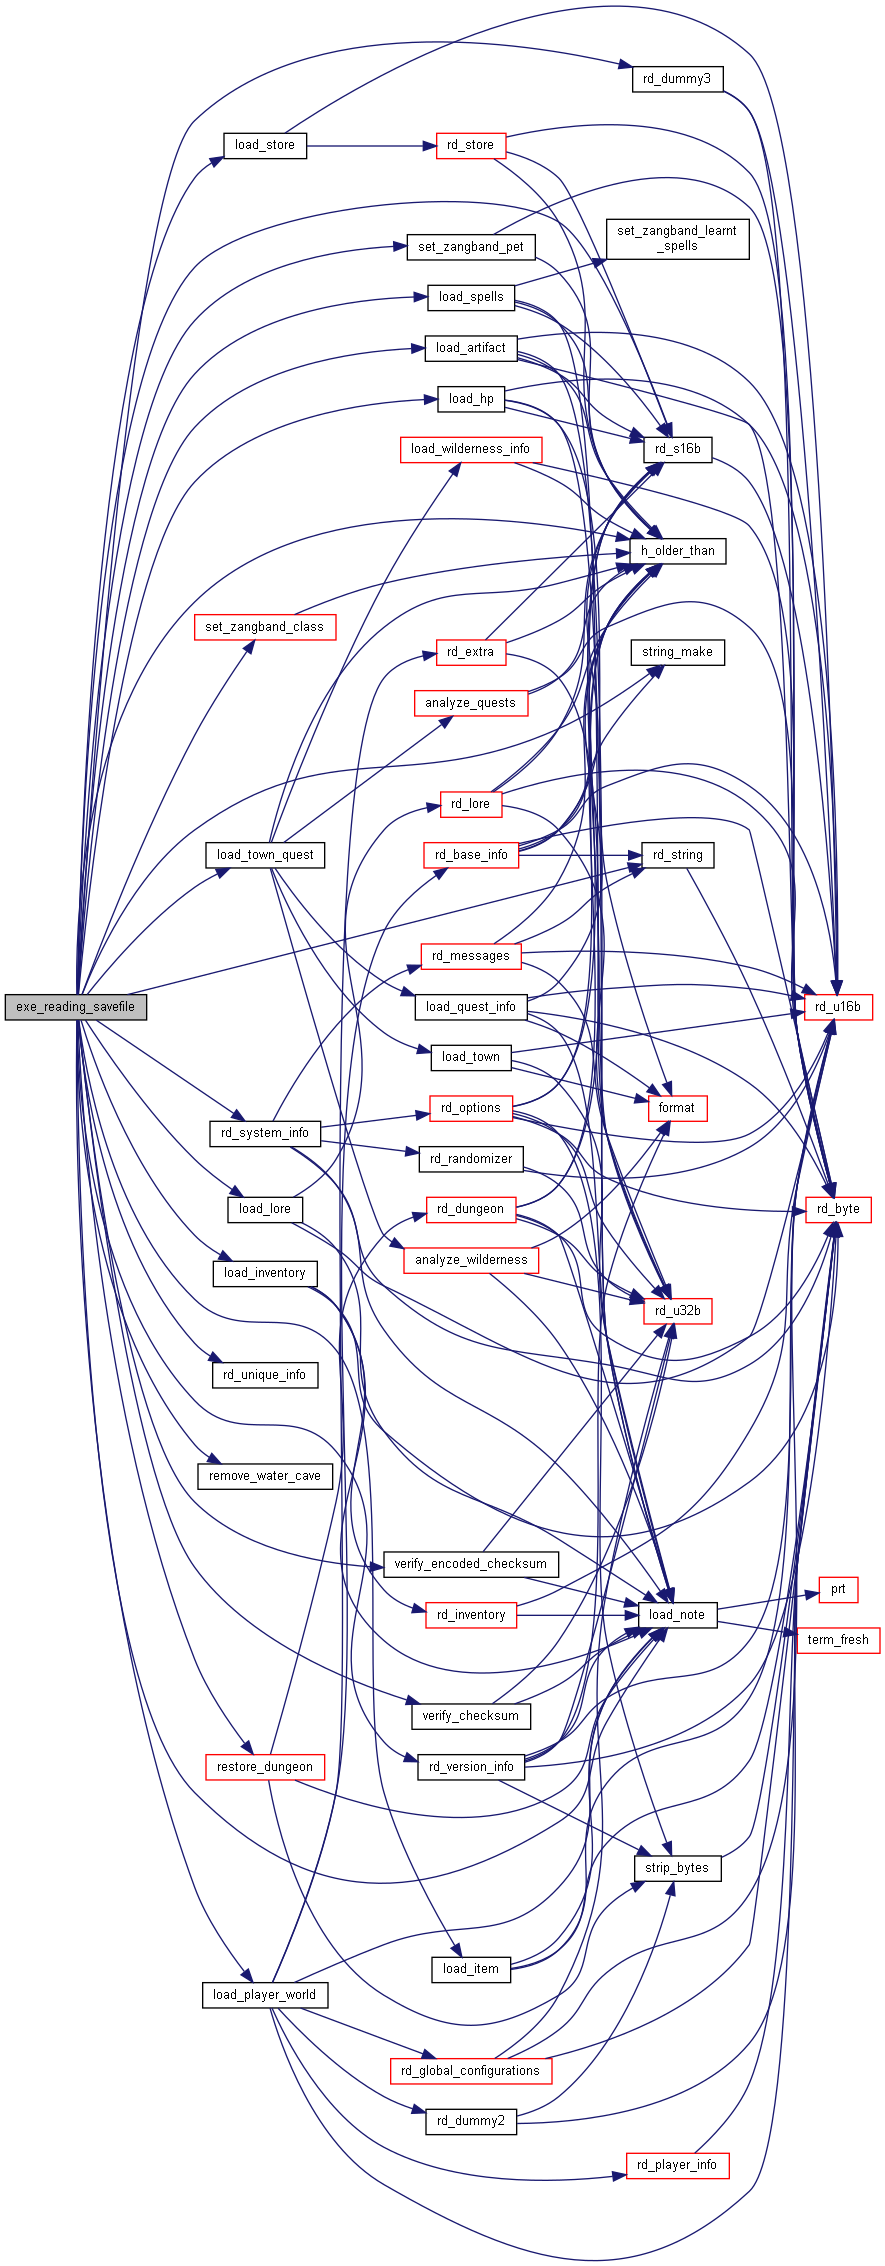 rd_dummy3
load_store
rd_store
set_zangband_pet
set_zangband_learnt
_spells
load_spells
load_artifact
load_hp
load_wilderness_info
rd_s16b
h_older_than
set_zangband_class
rd_extra
string_make
analyze_quests
rd_lore
load_town_quest
rd_base_info
rd_string
rd_messages
exe_reading_savefile
load_quest_info
rd_u16b
load_town
rd_options
format
rd_system_info
rd_randomizer
load_lore
rd_dungeon
rd_byte
analyze_wilderness
load_inventory
rd_u32b
rd_unique_info
remove_water_cave
verify_encoded_checksum
prt
rd_inventory
load_note
term_fresh
verify_checksum
restore_dungeon
rd_version_info
strip_bytes
load_item
load_player_world
rd_global_configurations
rd_dummy2
rd_player_info